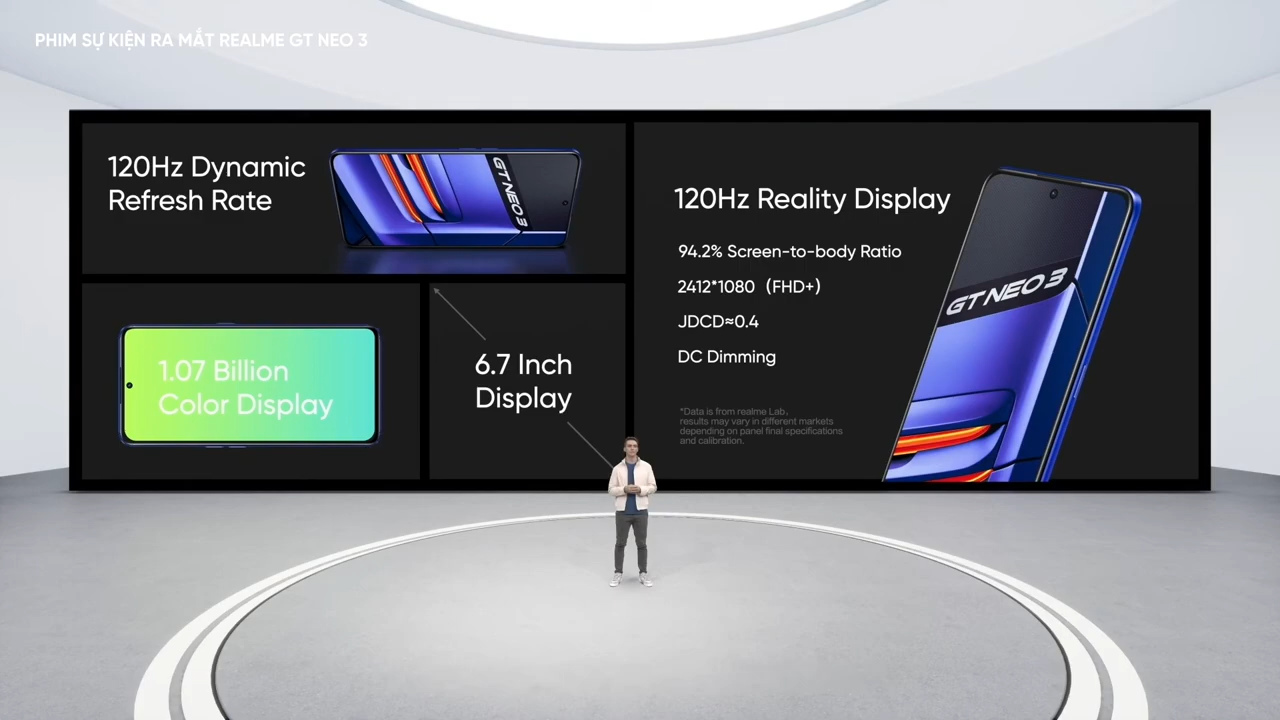 PHIM SỰ KIỆN RA MẮT REALME GT NEO 3
120Hz Dynamic
Refresh Rate
GT NEO 3
1.07 Billion
Color Display
6.7 Inch
Display
120Hz Reality Display
94.2% Screen-to-body Ratio
2412*1080（FHD+）
JDCD≈0.4
DC Dimming
*Data is from realme Lab,
results may vary in different markets
depending on panel final specifications
and calibration.
GT NEO 3